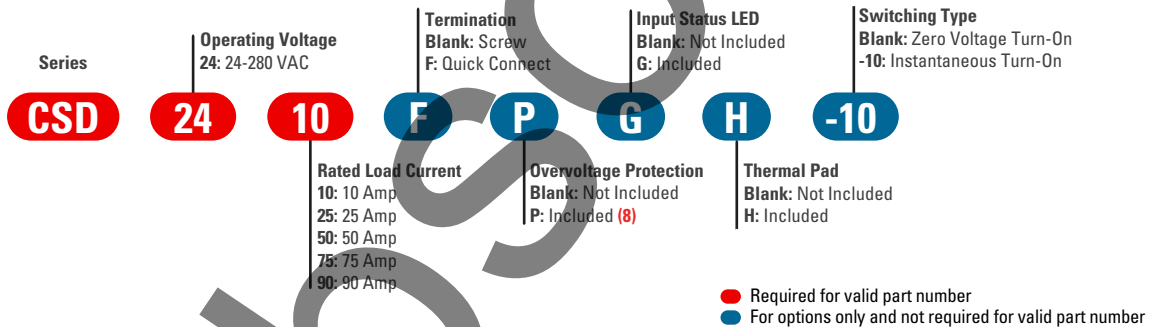 Series
Operating Voltage
24: 24-280 VAC
Termination
Blank: Screw
F: Quick Connect
Input Status LED
Blank: Not Included
G: Included
Switching Type
Blank: Zero Voltage Turn-On
-10: Instantaneous Turn-On
CSD 24 10 F P G H -10
Rated Load Current
10: 10 Amp
25: 25 Amp
50: 50 Amp
75: 75 Amp
90: 90 Amp
Overvoltage Protection
Blank: Not Included
P: Included (8)
Thermal Pad
Blank: Not Included
H: Included
Required for valid part number
For options only and not required for valid part number